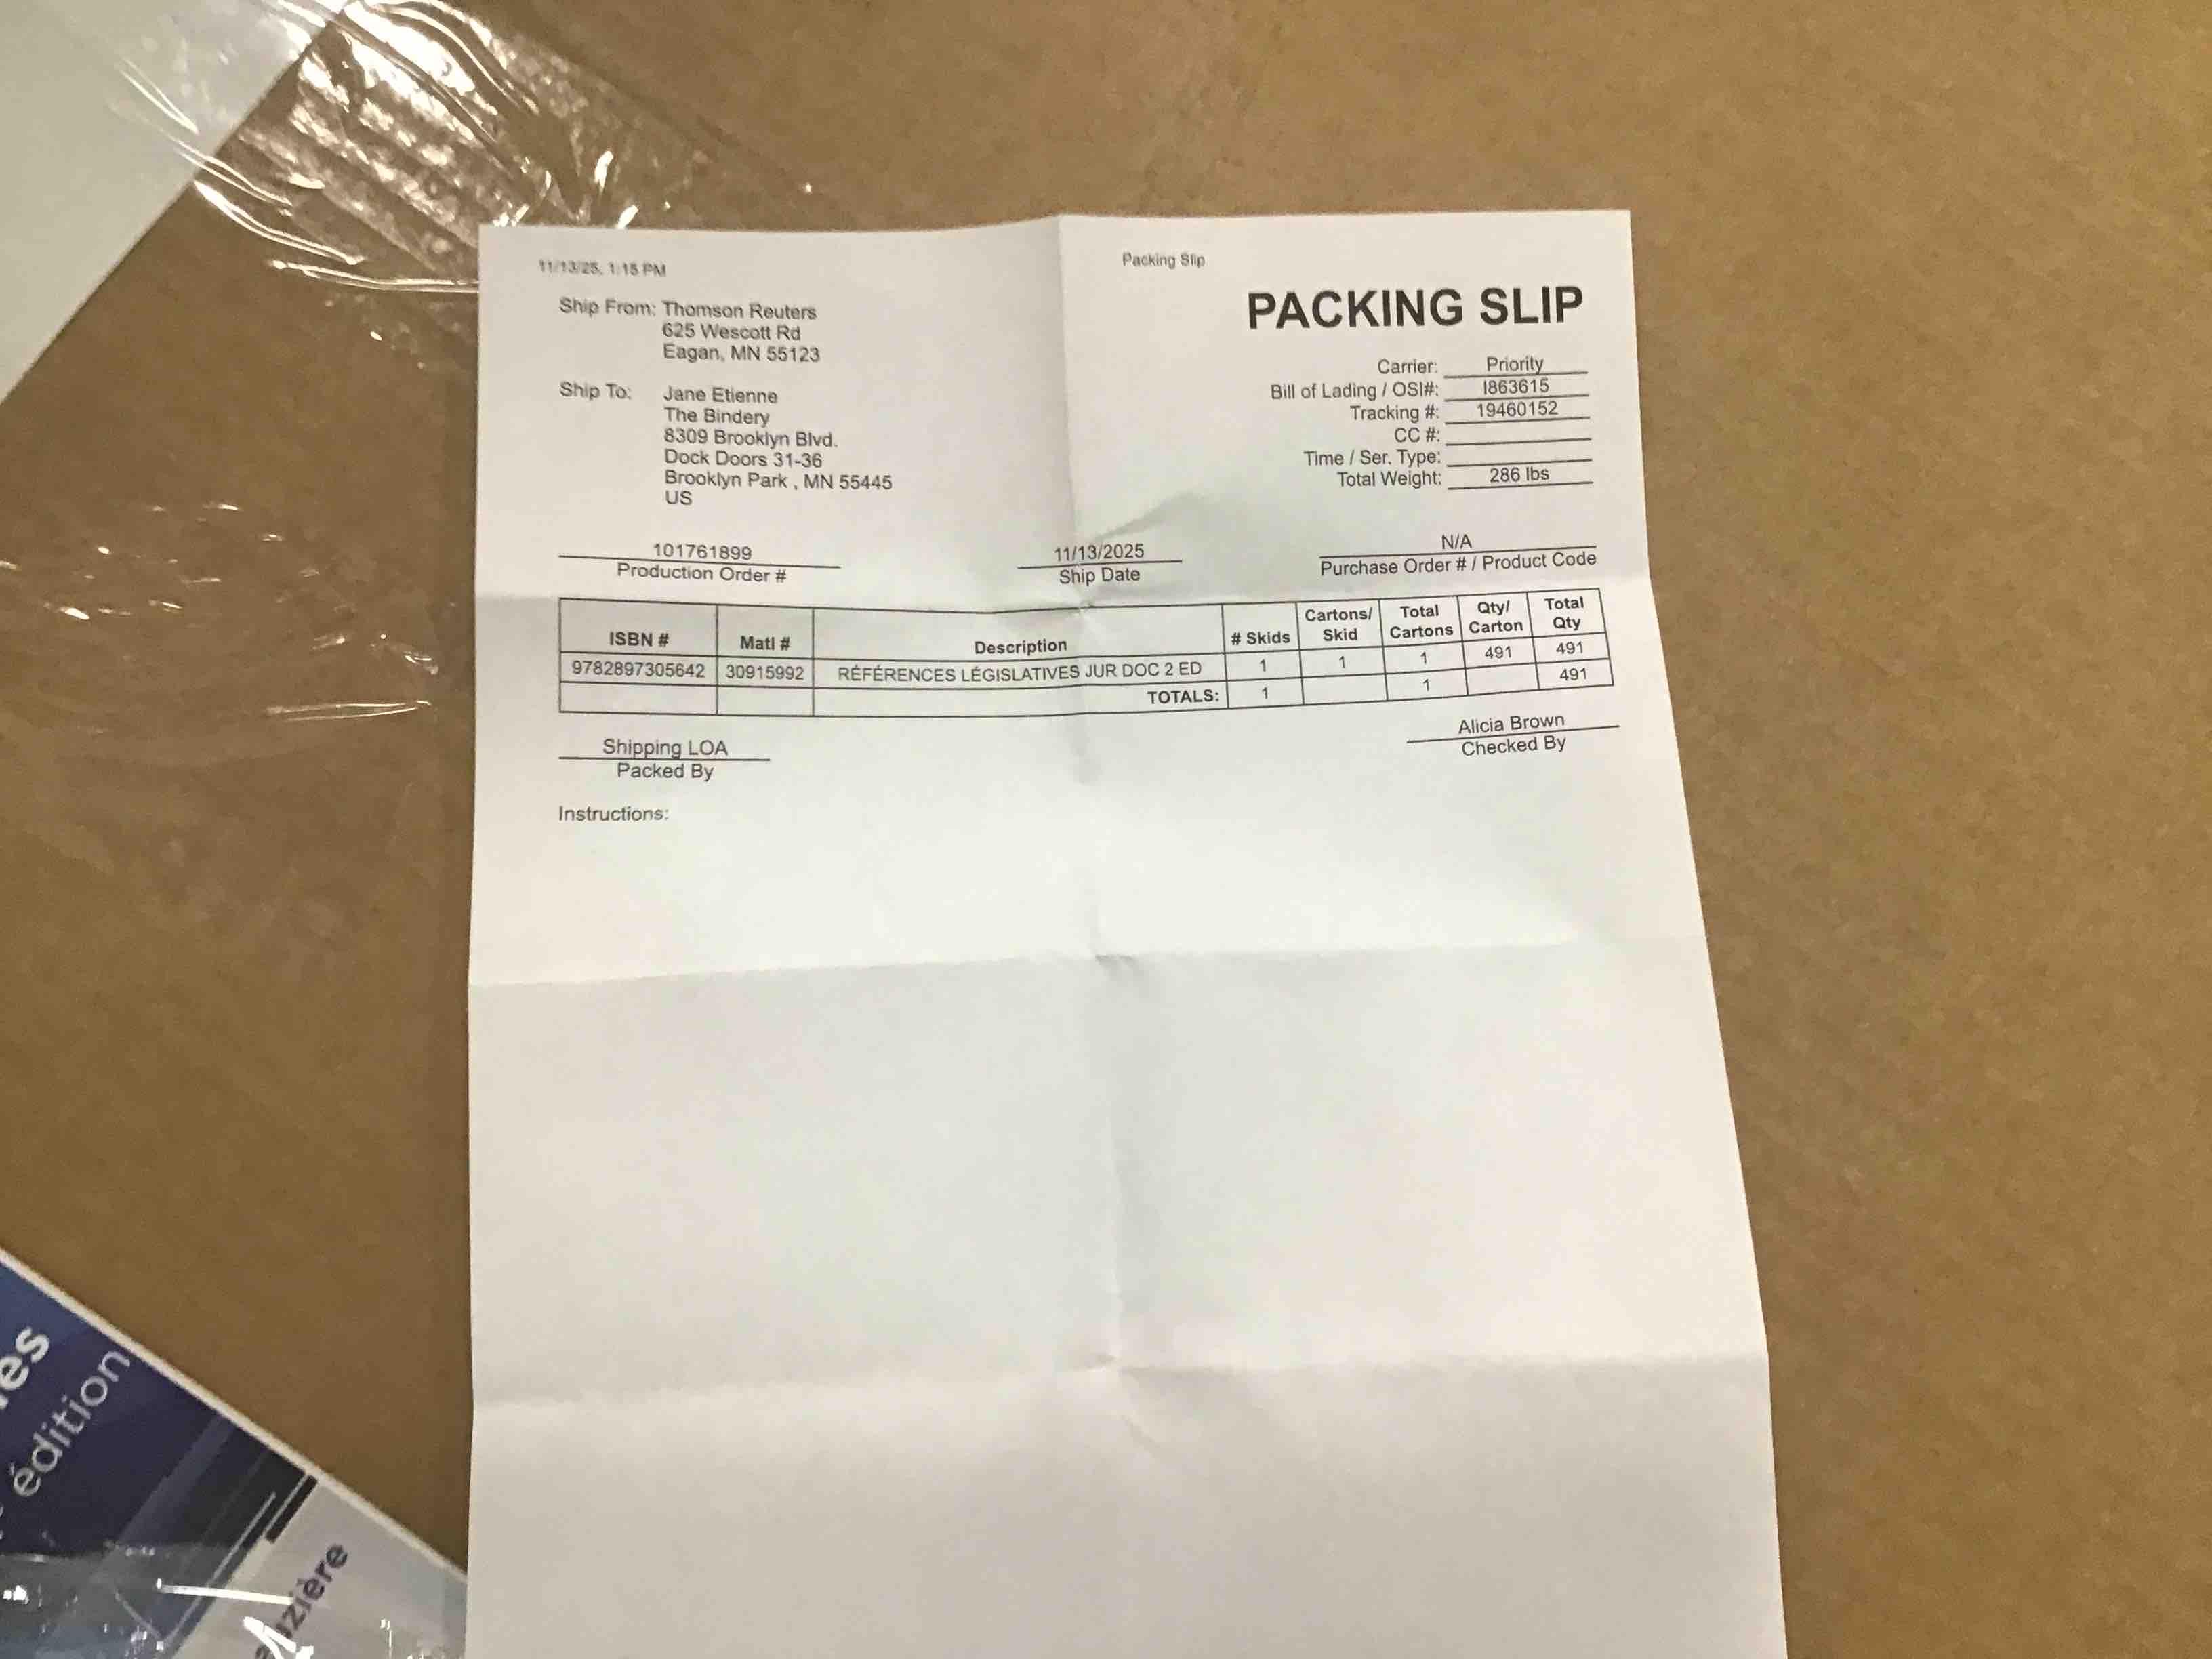 11/13/25, 1:15 PM
Packing Slip
PACKING SLIP
Ship From: Thomson Reuters
625 Wescott Rd
Eagan, MN 55123
Ship To: Jane Etienne
The Bindery
8309 Brooklyn Blvd.
Dock Doors 31-36
Brooklyn Park , MN 55445
US
Carrier: Priority
Bill of Lading / OSI#: I863615
Tracking #: 19460152
CC #:
Time / Ser. Type:
Total Weight: 286 lbs
101761899
Production Order #
11/13/2025
Ship Date
N/A
Purchase Order # / Product Code
ISBN # Matl # Description # Skids Cartons/ Skid Total Cartons Qty/ Carton Total Qty
9782897305642 30915992 RÉFÉRENCES LÉGISLATIVES JUR DOC 2 ED 1 1 1 491 491
TOTALS: 1 1 491
Shipping LOA
Packed By
Alicia Brown
Checked By
Instructions:
édition